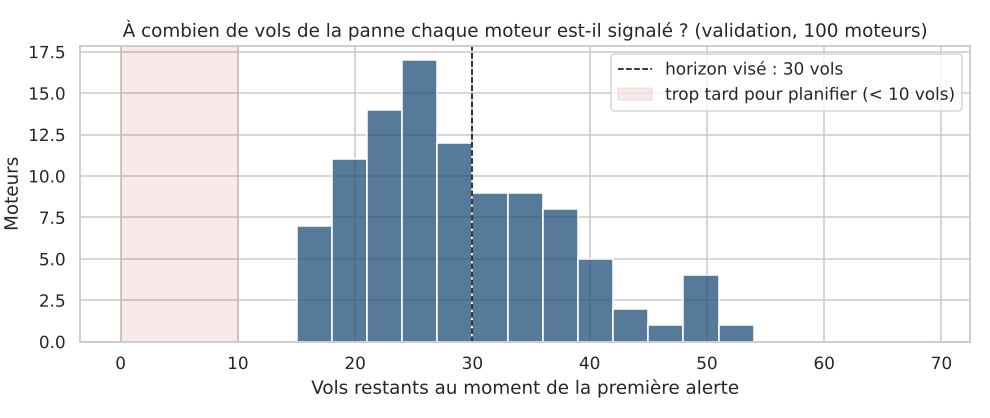 À combien de vols de la panne chaque moteur est-il signalé ? (validation, 100 moteurs)
horizon visé : 30 vols
trop tard pour planifier (< 10 vols)
Moteurs
17.5
15.0
12.5
10.0
7.5
5.0
2.5
0.0
0 10 20 30 40 50 60 70
Vols restants au moment de la première alerte